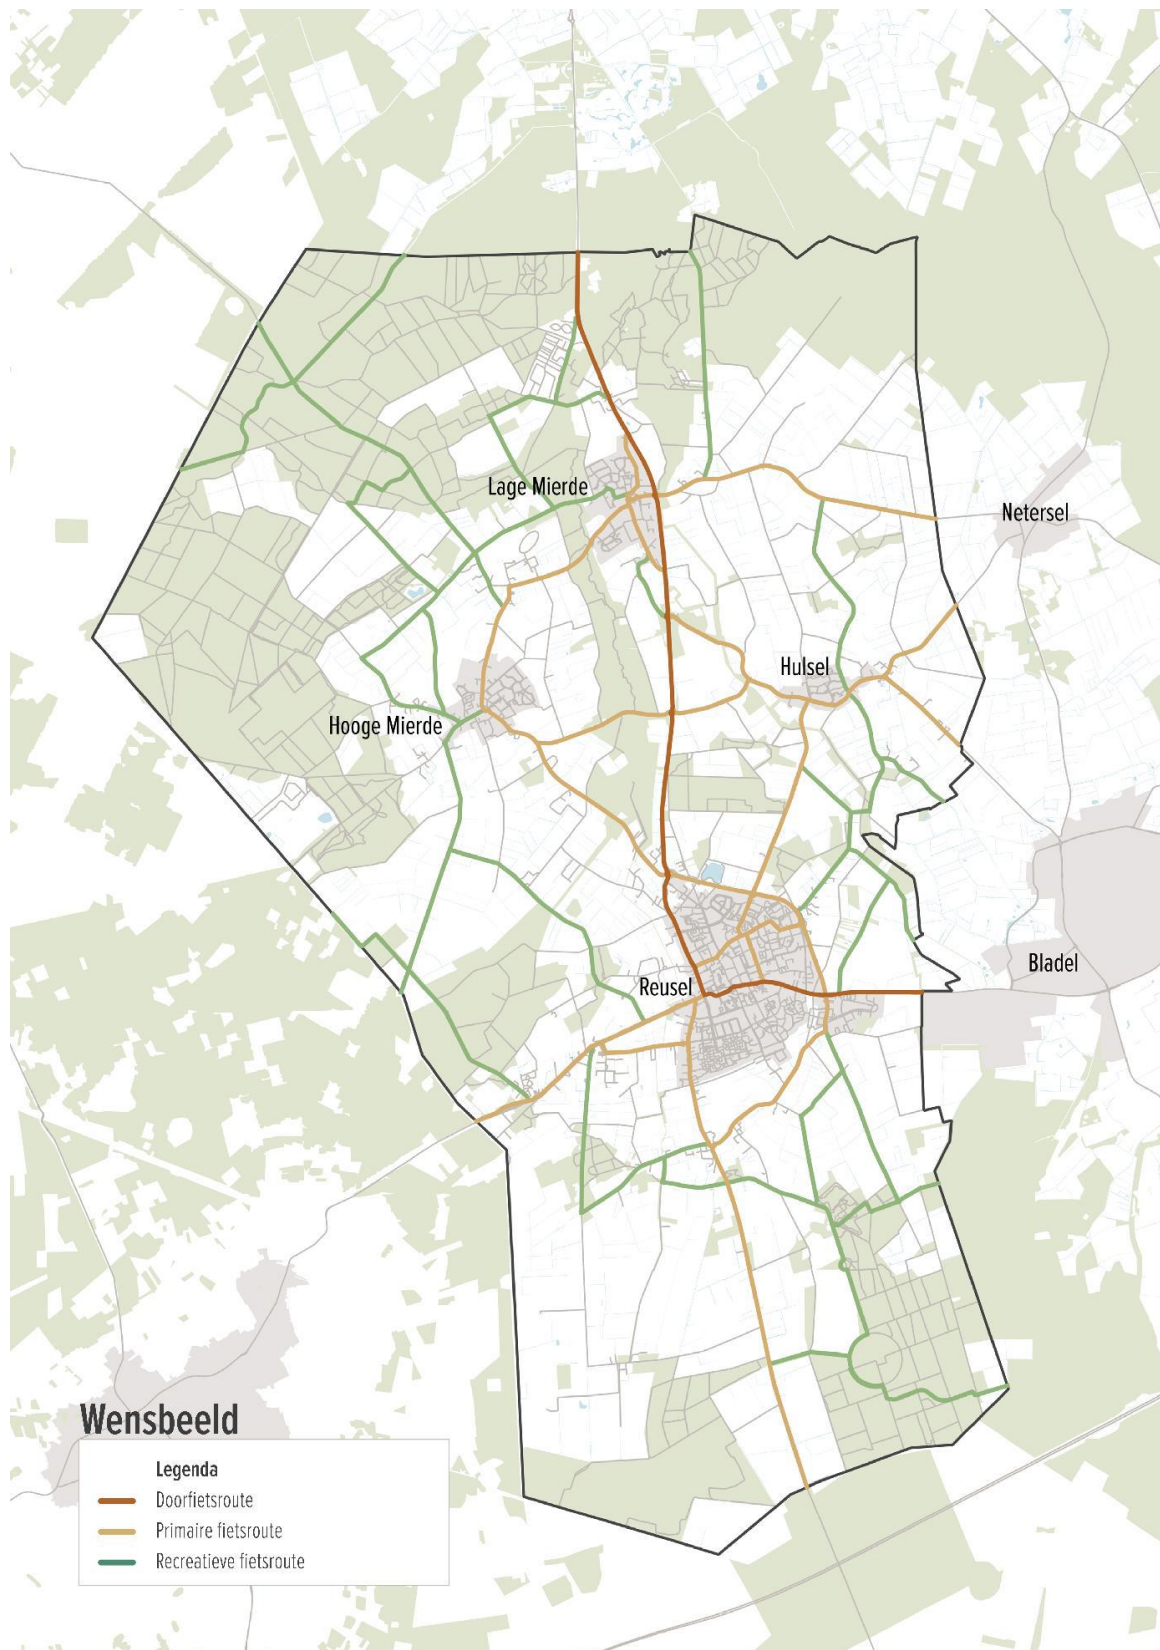 Lage Mierde
Netersel
Hulsel
Hooge Mierde
Bladel
Reusel
Wensbeeld
Legenda
Doorfietsroute
Primaire fietsroute
Recreatieve fietsroute